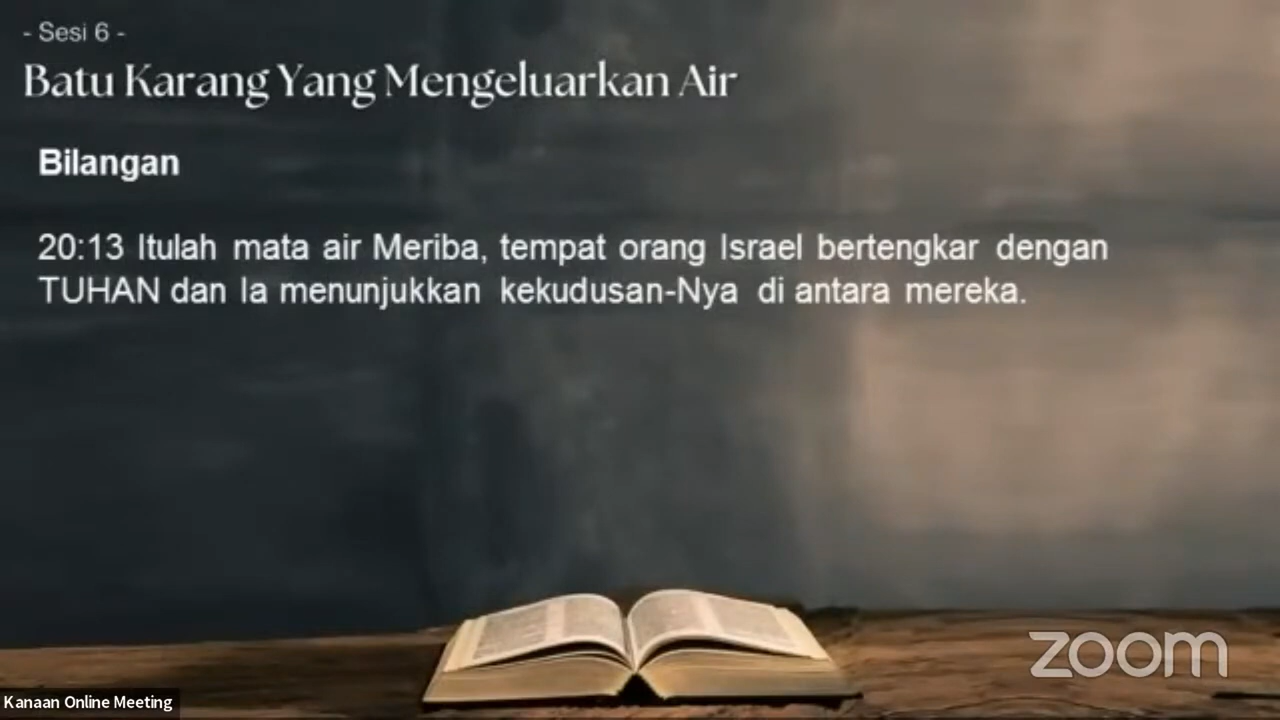 - Sesi 6 -
Batu Karang Yang Mengeluarkan Air
Bilangan
20:13 Itulah mata air Meriba, tempat orang Israel bertengkar dengan
TUHAN dan Ia menunjukkan kekudusan-Nya di antara mereka.
zoom
Kanaan Online Meeting